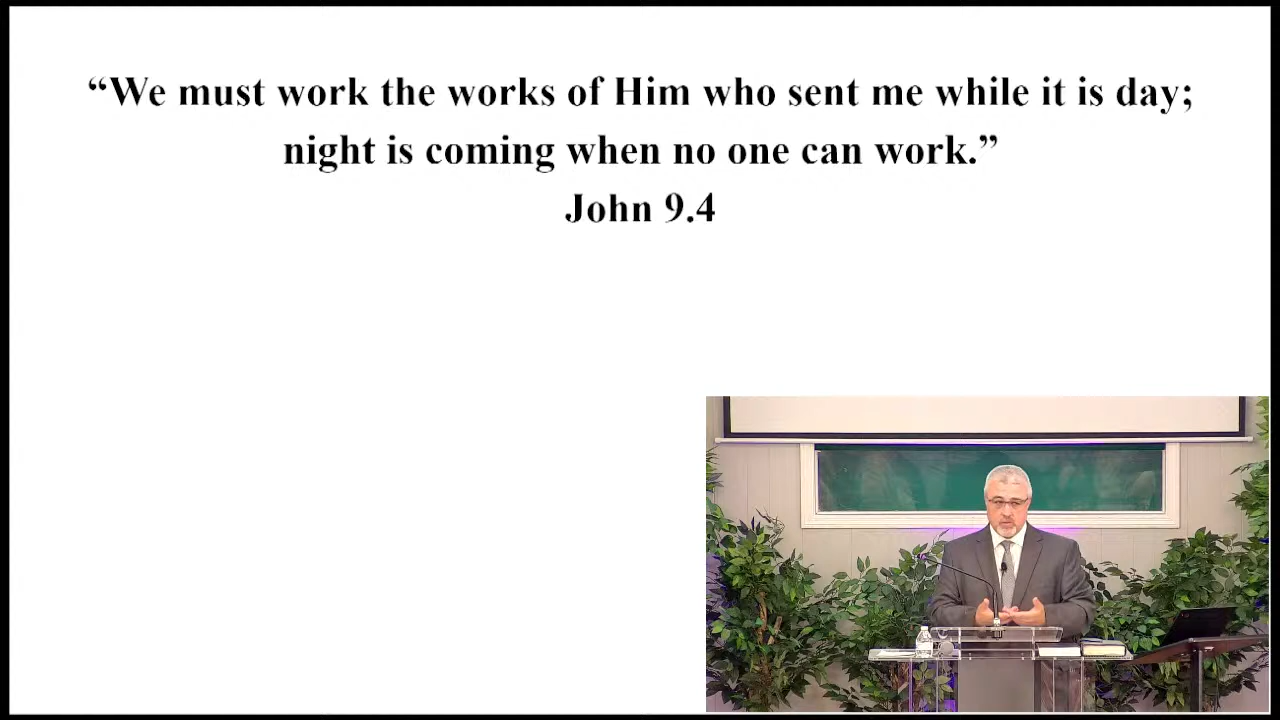 “We must work the works of Him who sent me while it is day;
night is coming when no one can work.”
John 9.4